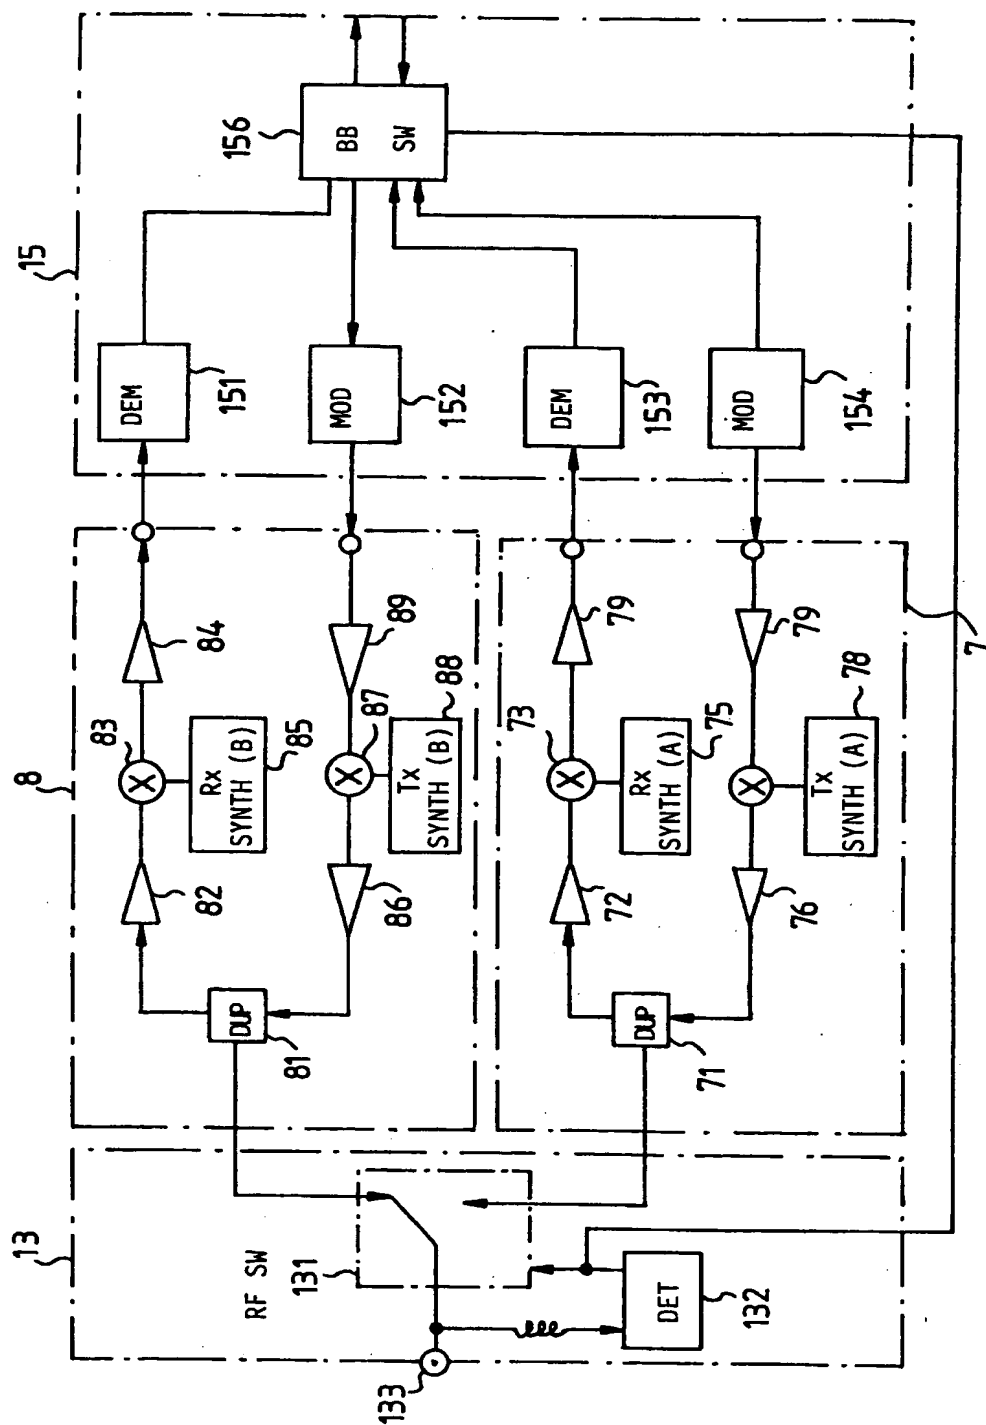 13
8
15
82
83
84
DEM
151
81
DUP
Rx
SYNTH (B)
85
156
RF SW
131
86
87
89
MOD
152
BB
SW
133
Tx
SYNTH (B)
88
72
73
79
DEM
153
71
DUP
Rx
SYNTH (A)
75
DET
132
76
79
MOD
154
Tx
SYNTH (A)
78
7